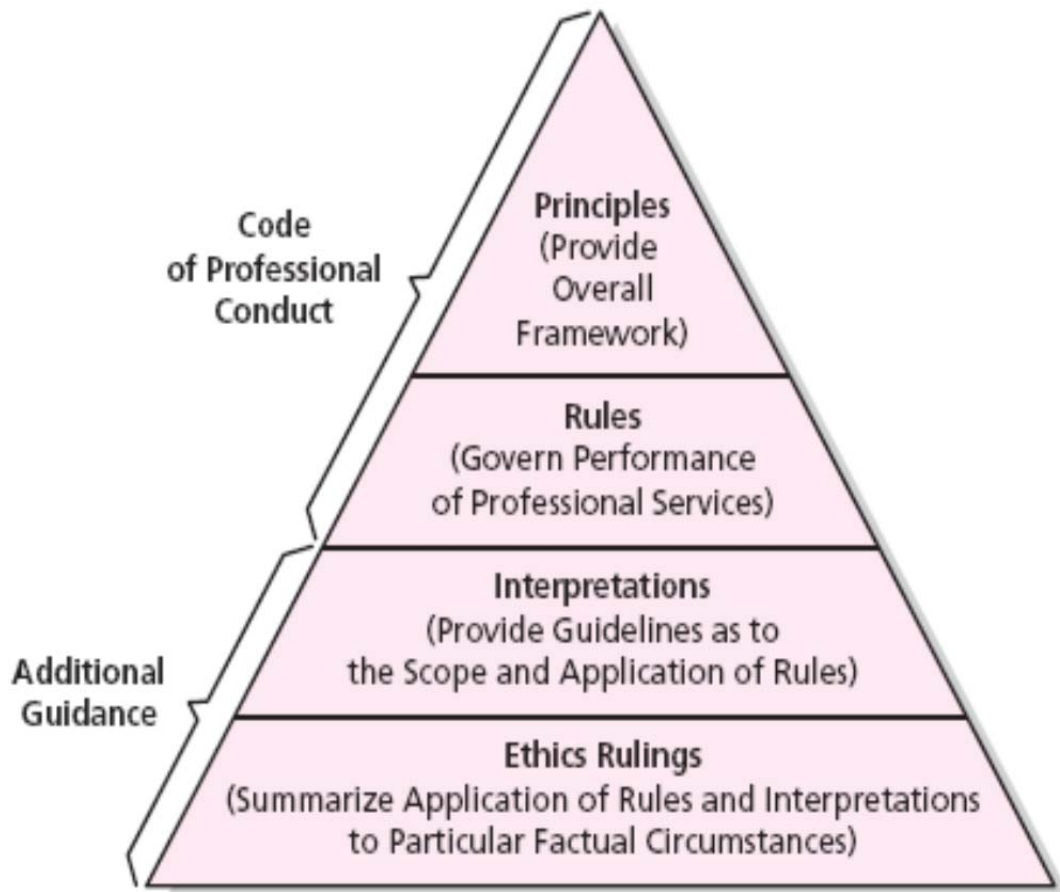 Code
of Professional
Conduct
Principles
(Provide
Overall
Framework)
Rules
(Govern Performance
of Professional Services)
Additional
Guidance
Interpretations
(Provide Guidelines as to
the Scope and Application of Rules)
Ethics Rulings
(Summarize Application of Rules and Interpretations
to Particular Factual Circumstances)